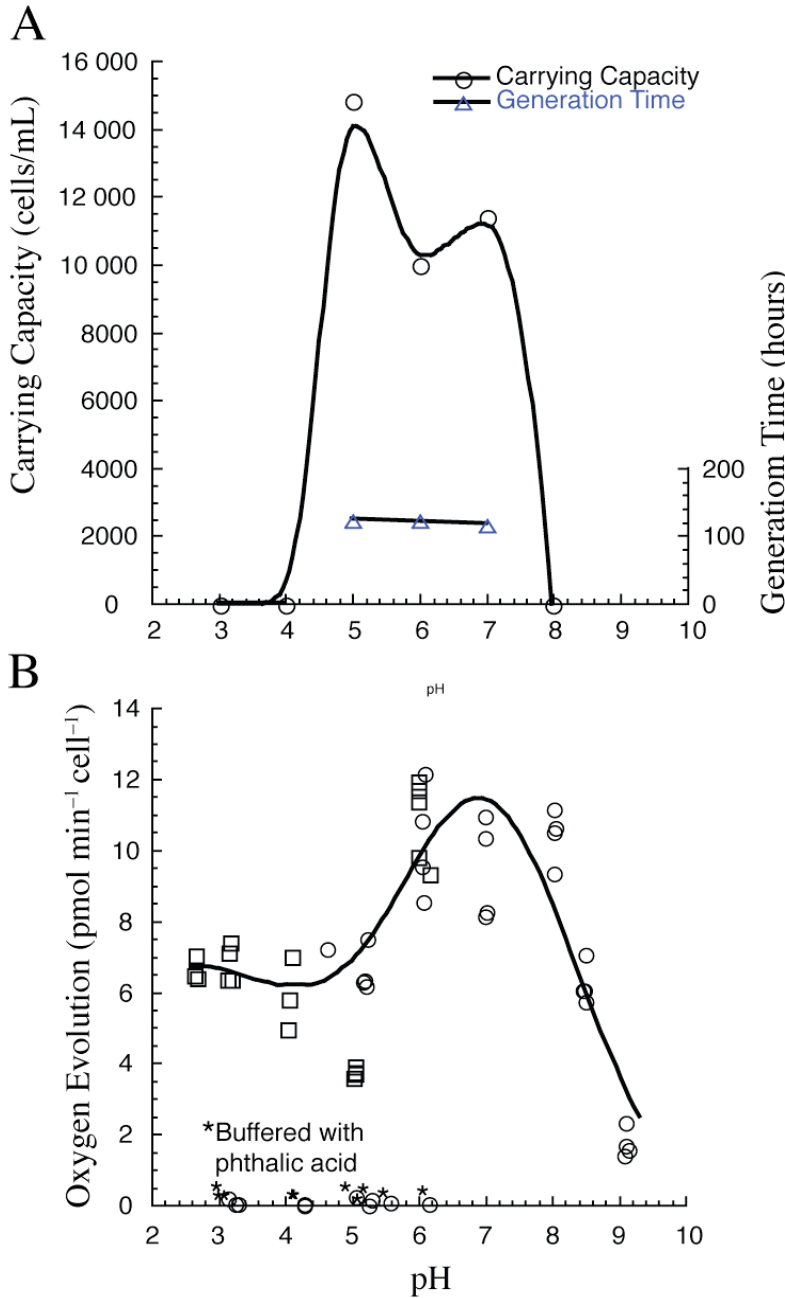 A
16 000
14 000
12 000
10 000
8000
6000
4000
2000
0
Carrying Capacity (cells/mL)
Carrying Capacity
Generation Time
200
100
0
Generatiom Time (hours)
2 3 4 5 6 7 8 9 10
pH
B
14
12
10
8
6
4
2
0
Oxygen Evolution (pmol min⁻¹ cell⁻¹)
*Buffered with
phthalic acid
* * * * * * * * *
2 3 4 5 6 7 8 9 10
pH